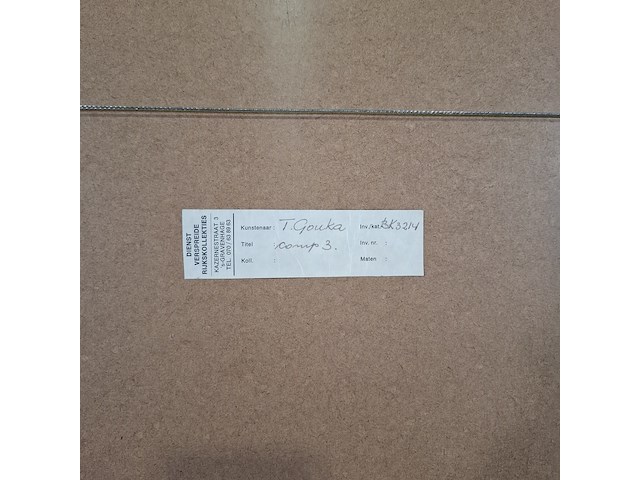 DIENST
VERSPREIDE
RIJKSKOLLEKTIES
KAZERNESTRAAT 3
's-GRAVENHAGE
TEL. 070 / 62 89 63
Kunstenaar : T. Gouka
Inv./kat. BK3214
Titel : comp 3.
Inv. nr. :
Koll. :
Maten :